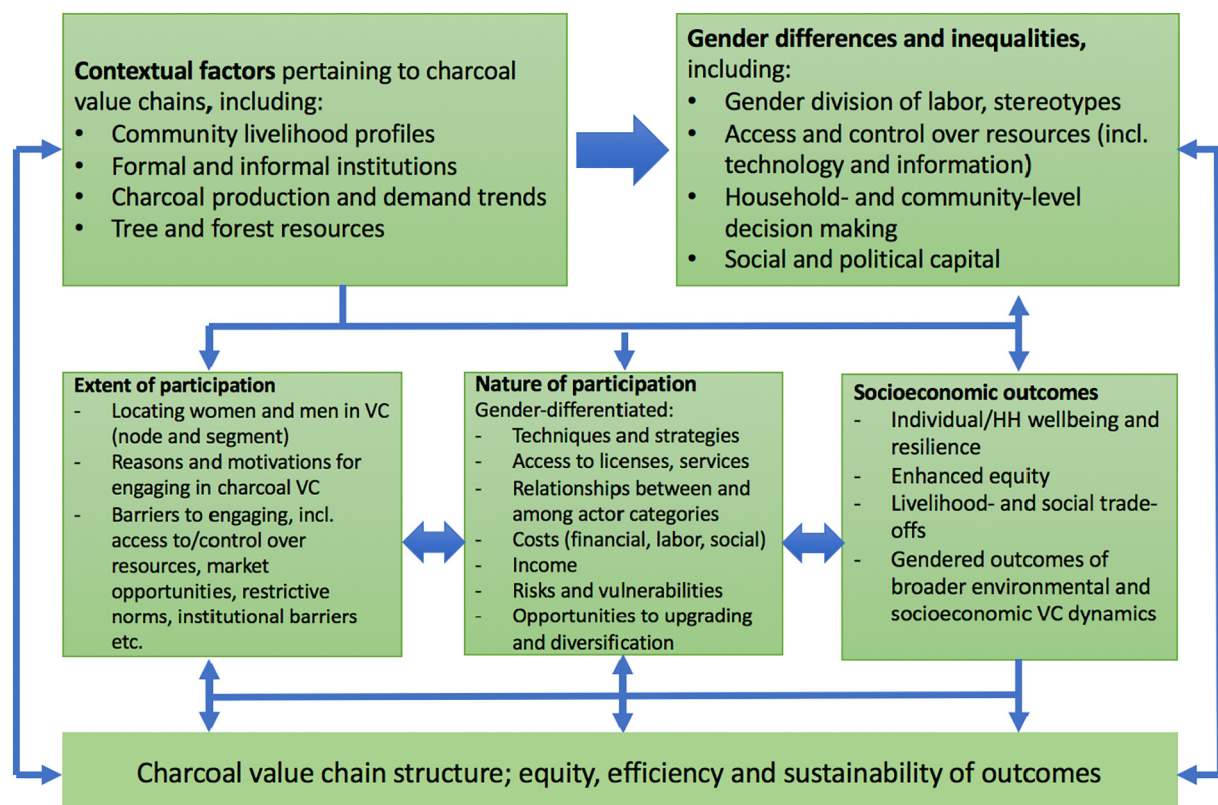 Contextual factors pertaining to charcoal
value chains, including:
• Community livelihood profiles
• Formal and informal institutions
• Charcoal production and demand trends
• Tree and forest resources
Gender differences and inequalities,
including:
• Gender division of labor, stereotypes
• Access and control over resources (incl.
technology and information)
• Household- and community-level
decision making
• Social and political capital
Extent of participation
- Locating women and men in VC
(node and segment)
- Reasons and motivations for
engaging in charcoal VC
- Barriers to engaging, incl.
access to/control over
resources, market
opportunities, restrictive
norms, institutional barriers
etc.
Nature of participation
Gender-differentiated:
- Techniques and strategies
- Access to licenses, services
- Relationships between and
among actor categories
- Costs (financial, labor, social)
- Income
- Risks and vulnerabilities
- Opportunities to upgrading
and diversification
Socioeconomic outcomes
- Individual/HH wellbeing and
resilience
- Enhanced equity
- Livelihood- and social trade-
offs
- Gendered outcomes of
broader environmental and
socioeconomic VC dynamics
Charcoal value chain structure; equity, efficiency and sustainability of outcomes